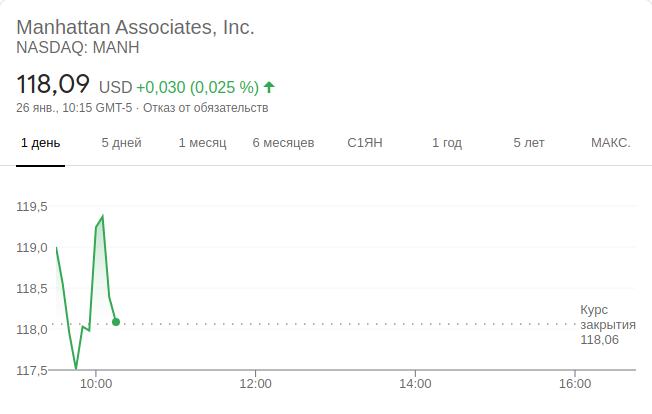 Manhattan Associates, Inc.
NASDAQ: MANH
118,09 USD +0,030 (0,025 %)
26 янв., 10:15 GMT-5 · Отказ от обязательств
1 день 5 дней 1 месяц 6 месяцев С1ЯН 1 год 5 лет МАКС.
119,5
119,0
118,5
118,0
117,5
Курс
закрытия
118,06
10:00 12:00 14:00 16:00